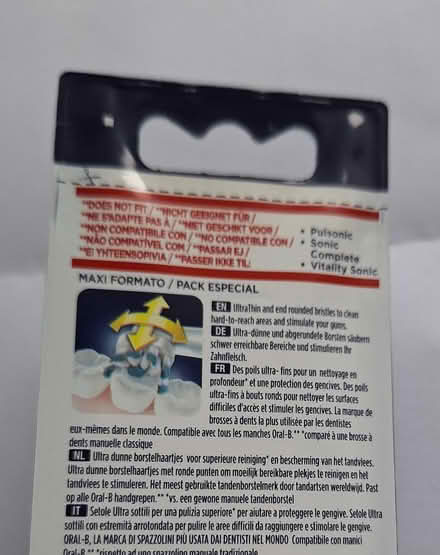 **DOES NOT FIT / **NICHT GEEIGNET FÜR /
**NE S'ADAPTE PAS À / **NIET GESCHIKT VOOR /
**NON COMPATIBILE CON / **NO COMPATIBLE CON /
**NÃO COMPATÍVEL CON / **PASSAR EJ /
**EI YHTEENSOPIVIA / **PASSER IKKE TIL:
• Pulsonic
• Sonic
Complete
• Vitality Sonic
MAXI FORMATO / PACK ESPECIAL
EN UltraThin and end rounded bristles to clean
hard-to-reach areas and stimulate your gums.
DE Ultra-dünne und abgerundete Borsten säubern
schwer erreichbare Bereiche und stimulieren Ihr
Zahnfleisch.
FR Des poils ultra- fins pour un nettoyage en
profondeur* et une protection des gencives. Des poils
ultra-fins à bouts ronds pour nettoyer les surfaces
difficiles d'accès et stimuler les gencives. La marque de
brosses à dents la plus utilisée par les dentistes
eux-mêmes dans le monde. Compatible avec tous les manches Oral-B.** *comparé à une brosse à
dents manuelle classique
NL Ultra dunne borstelhaartjes voor superieure reiniging* en bescherming van het tandvlees.
Ultra dunne borstelhaartjes met ronde punten om moeilijk bereikbare plekjes te reinigen en het
tandvlees te stimuleren. Het meest gebruikte tandenborstelmerk door tandartsen wereldwijd. Past
op alle Oral-B handgrepen.** *vs. een gewone manuele tandenborstel
IT Setole Ultra sottili per una pulizia superiore* per aiutare a proteggere le gengive. Setole Ultra
sottili con estremità arrotondata per pulire le aree difficili da raggiungere e stimolare le gengive.
ORAL-B, LA MARCA DI SPAZZOLINI PIÙ USATA DAI DENTISTI NEL MONDO Compatibile con manici
Oral-B ** *rispetto ad uno spazzolino manuale tradizionale